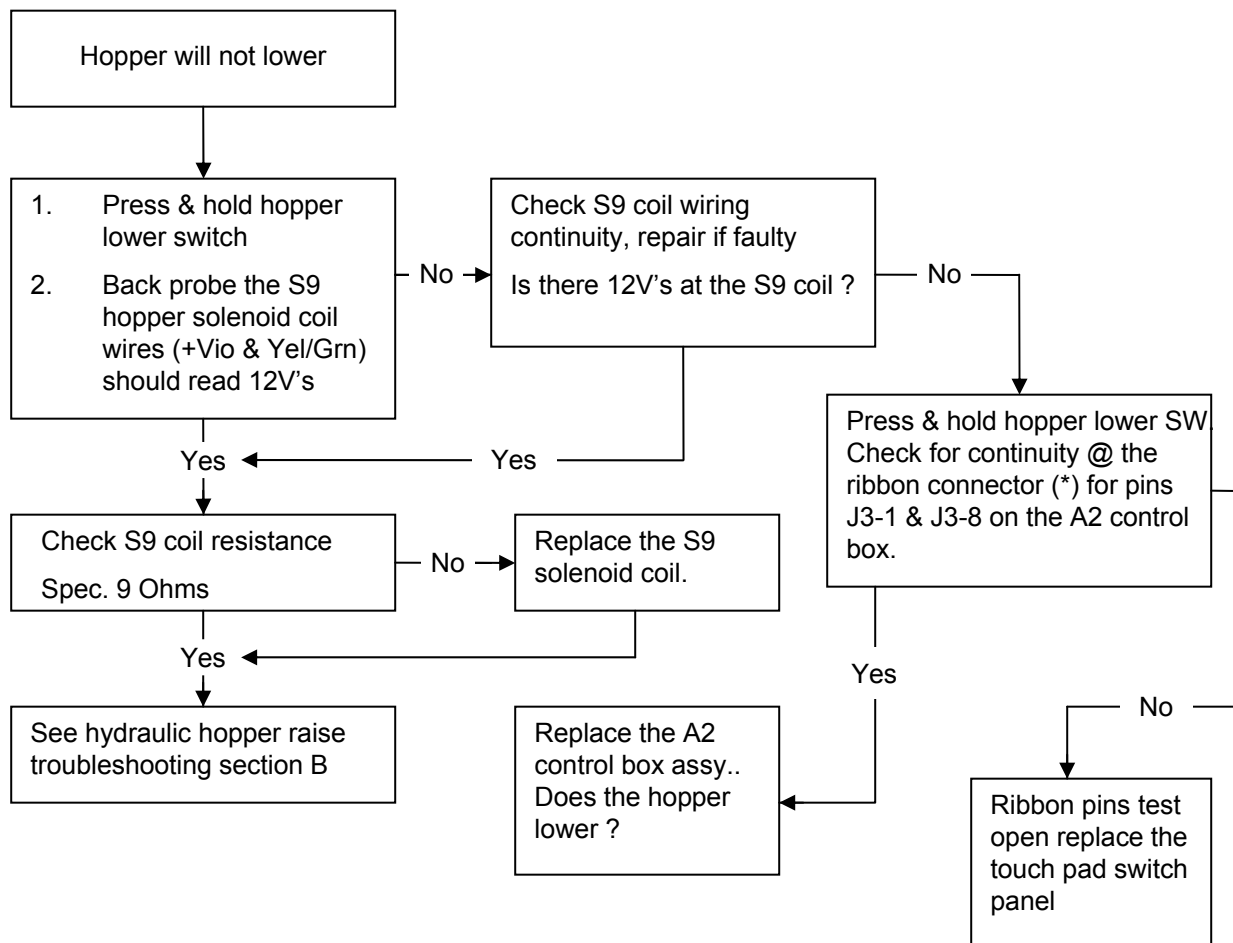 Hopper will not lower
1. Press & hold hopper
lower switch
2. Back probe the S9
hopper solenoid coil
wires (+Vio & Yel/Grn)
should read 12V's
No
Check S9 coil wiring
continuity, repair if faulty
Is there 12V's at the S9 coil ?
No
Press & hold hopper lower SW.
Check for continuity @ the
ribbon connector (*) for pins
J3-1 & J3-8 on the A2 control
box.
Yes
Yes
Check S9 coil resistance
Spec. 9 Ohms
No
Replace the S9
solenoid coil.
Yes
Yes
No
See hydraulic hopper raise
troubleshooting section B
Replace the A2
control box assy..
Does the hopper
lower ?
Ribbon pins test
open replace the
touch pad switch
panel